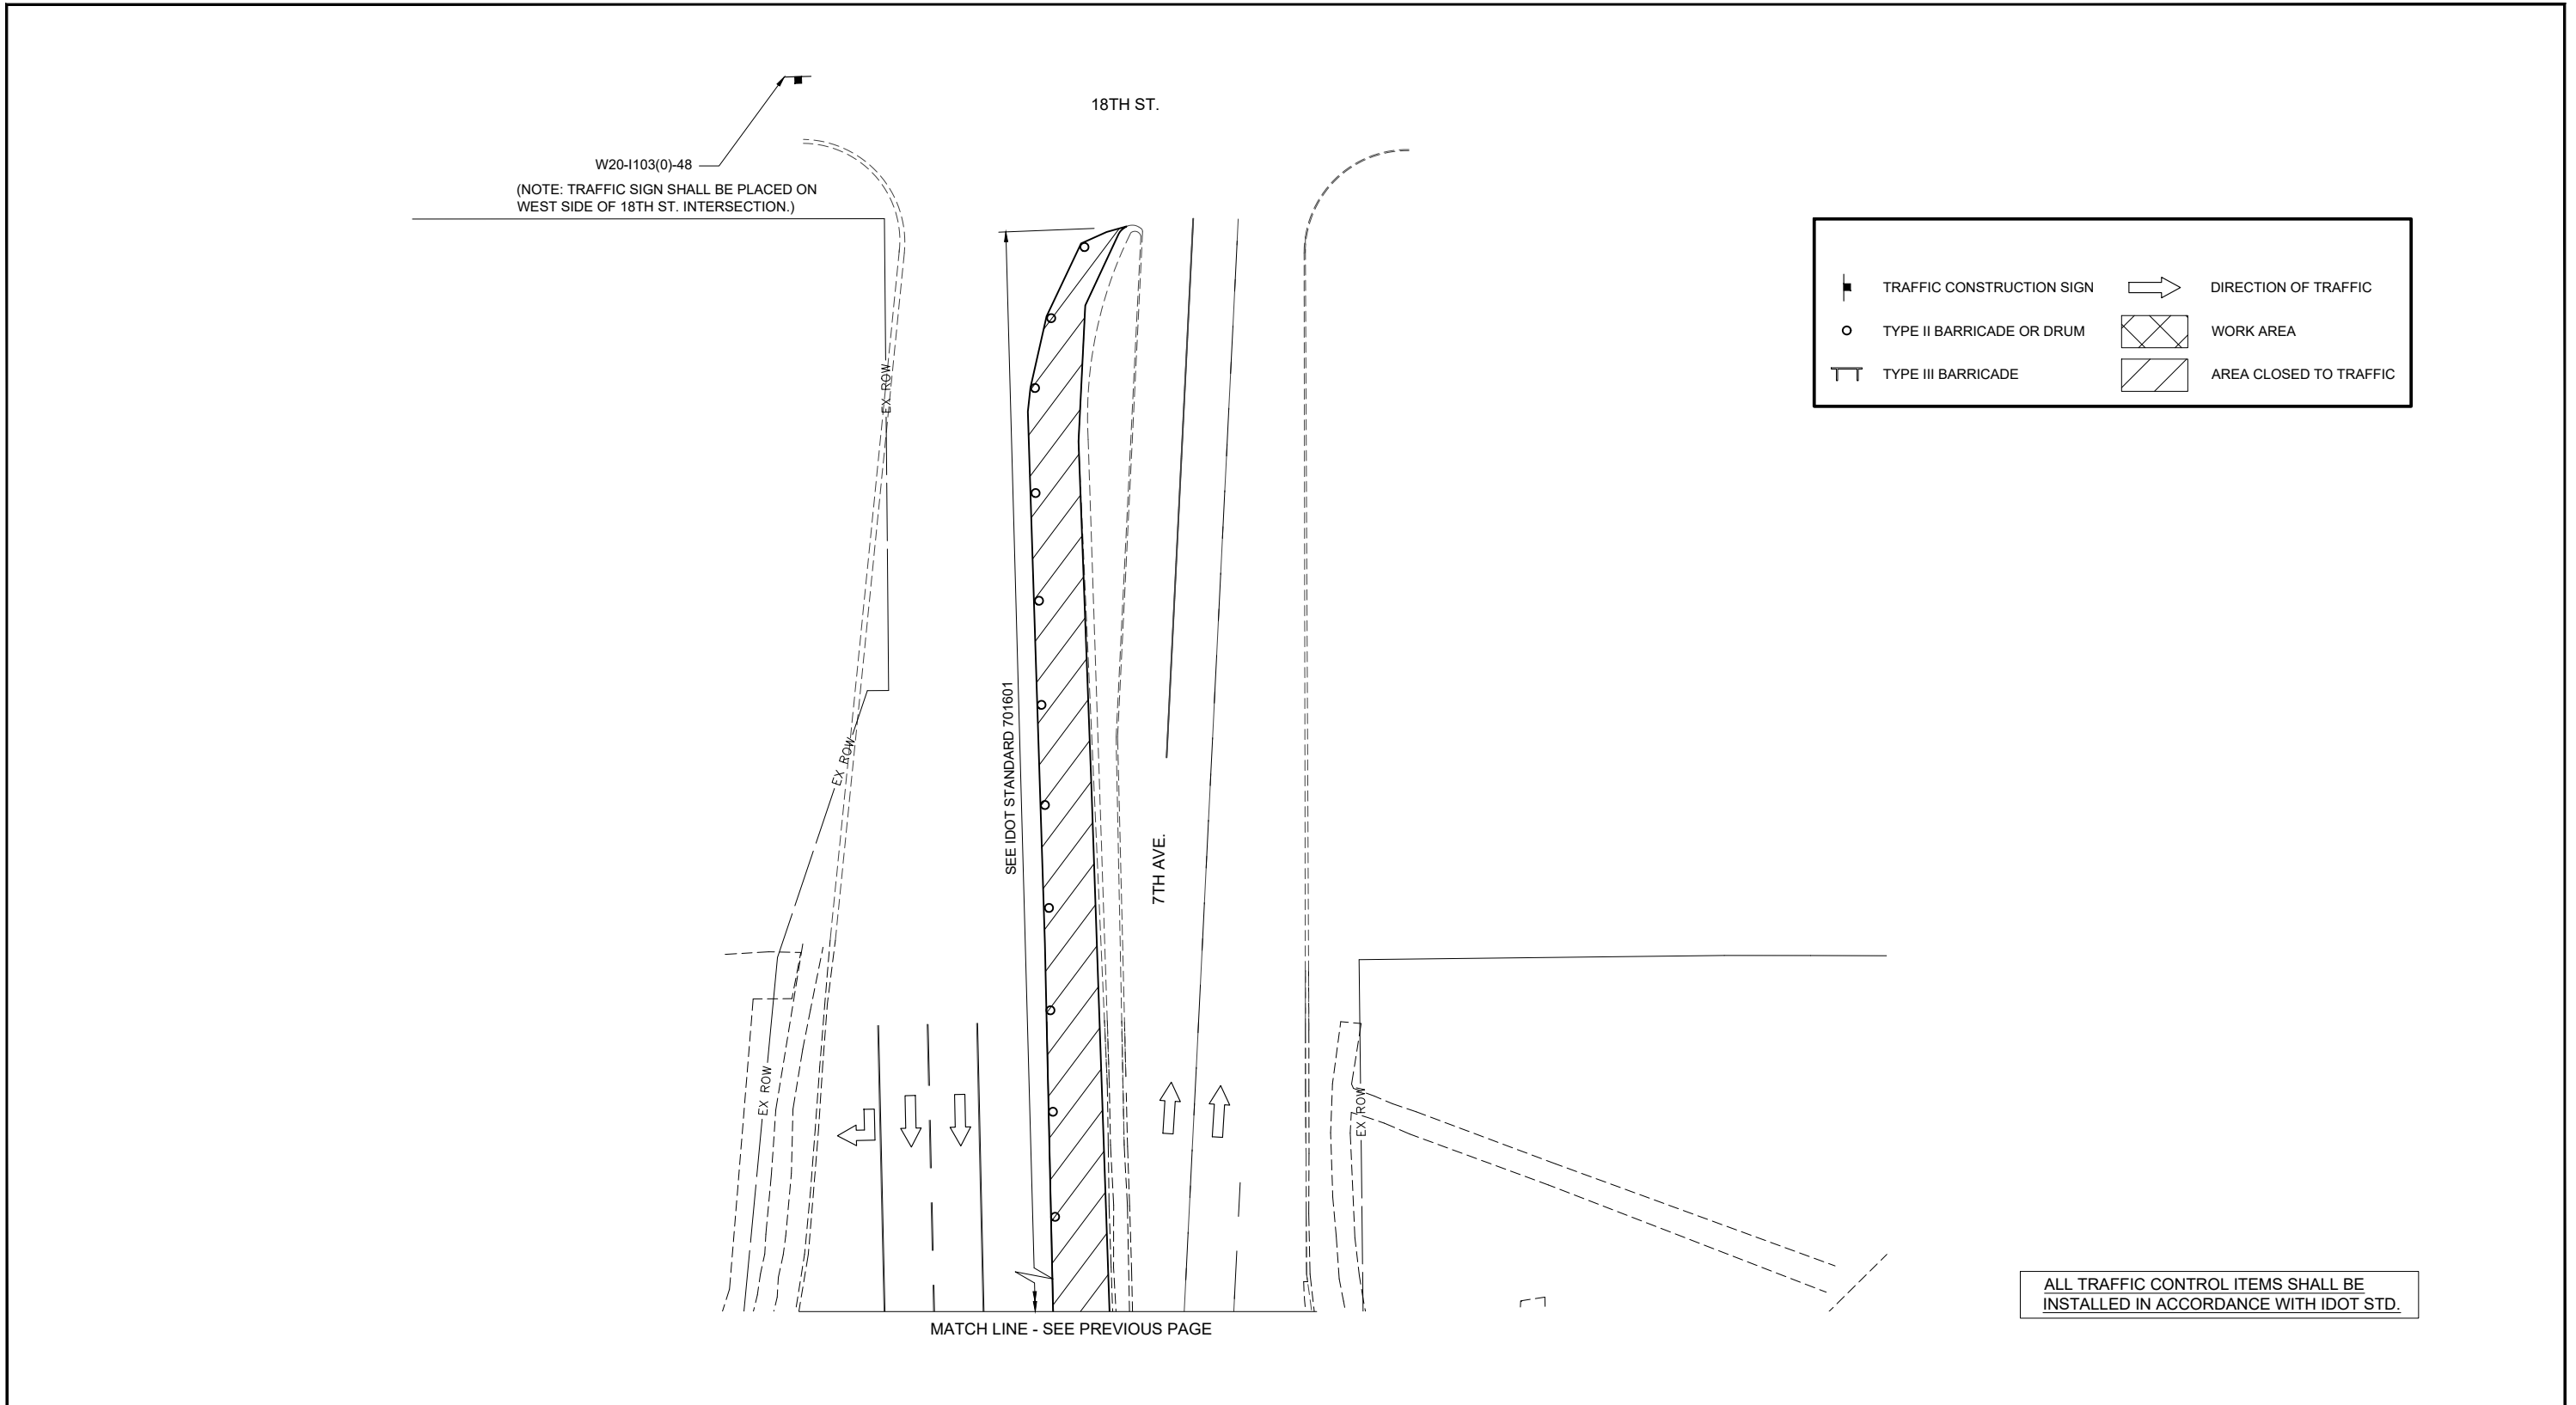 18TH ST.
W20-I103(0)-48
(NOTE: TRAFFIC SIGN SHALL BE PLACED ON
WEST SIDE OF 18TH ST. INTERSECTION.)
TRAFFIC CONSTRUCTION SIGN
DIRECTION OF TRAFFIC
TYPE II BARRICADE OR DRUM
WORK AREA
TYPE III BARRICADE
AREA CLOSED TO TRAFFIC
EX ROW
EX ROW
SEE IDOT STANDARD 701601
7TH AVE.
EX ROW
EX ROW
ALL TRAFFIC CONTROL ITEMS SHALL BE
INSTALLED IN ACCORDANCE WITH IDOT STD.
MATCH LINE - SEE PREVIOUS PAGE